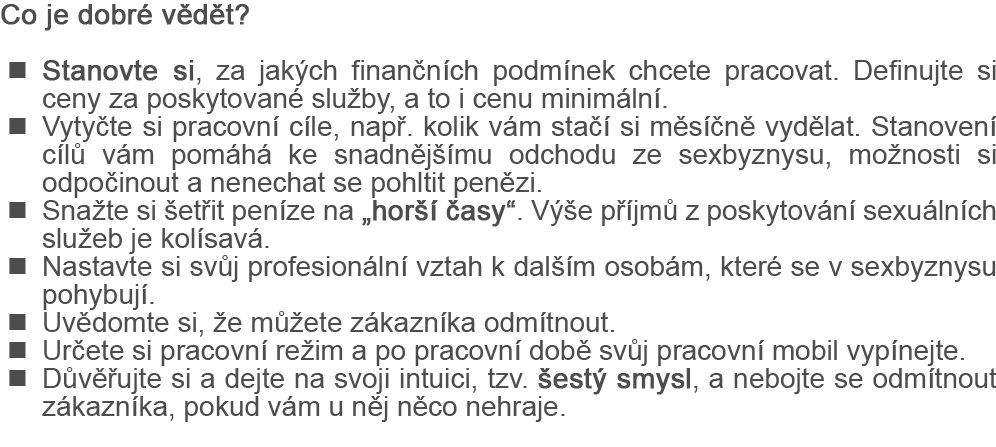 Co je dobré vědět?
■ Stanovte si, za jakých finančních podmínek chcete pracovat. Definujte si
ceny za poskytované služby, a to i cenu minimální.
■ Vytyčte si pracovní cíle, např. kolik vám stačí si měsíčně vydělat. Stanovení
cílů vám pomáhá ke snadnějšímu odchodu ze sexbyznysu, možnosti si
odpočinout a nenechat se pohltit penězi.
■ Snažte si šetřit peníze na „horší časy“. Výše příjmů z poskytování sexuálních
služeb je kolísavá.
■ Nastavte si svůj profesionální vztah k dalším osobám, které se v sexbyznysu
pohybují.
■ Uvědomte si, že můžete zákazníka odmítnout.
■ Určete si pracovní režim a po pracovní době svůj pracovní mobil vypínejte.
■ Důvěřujte si a dejte na svoji intuici, tzv. šestý smysl, a nebojte se odmítnout
zákazníka, pokud vám u něj něco nehraje.